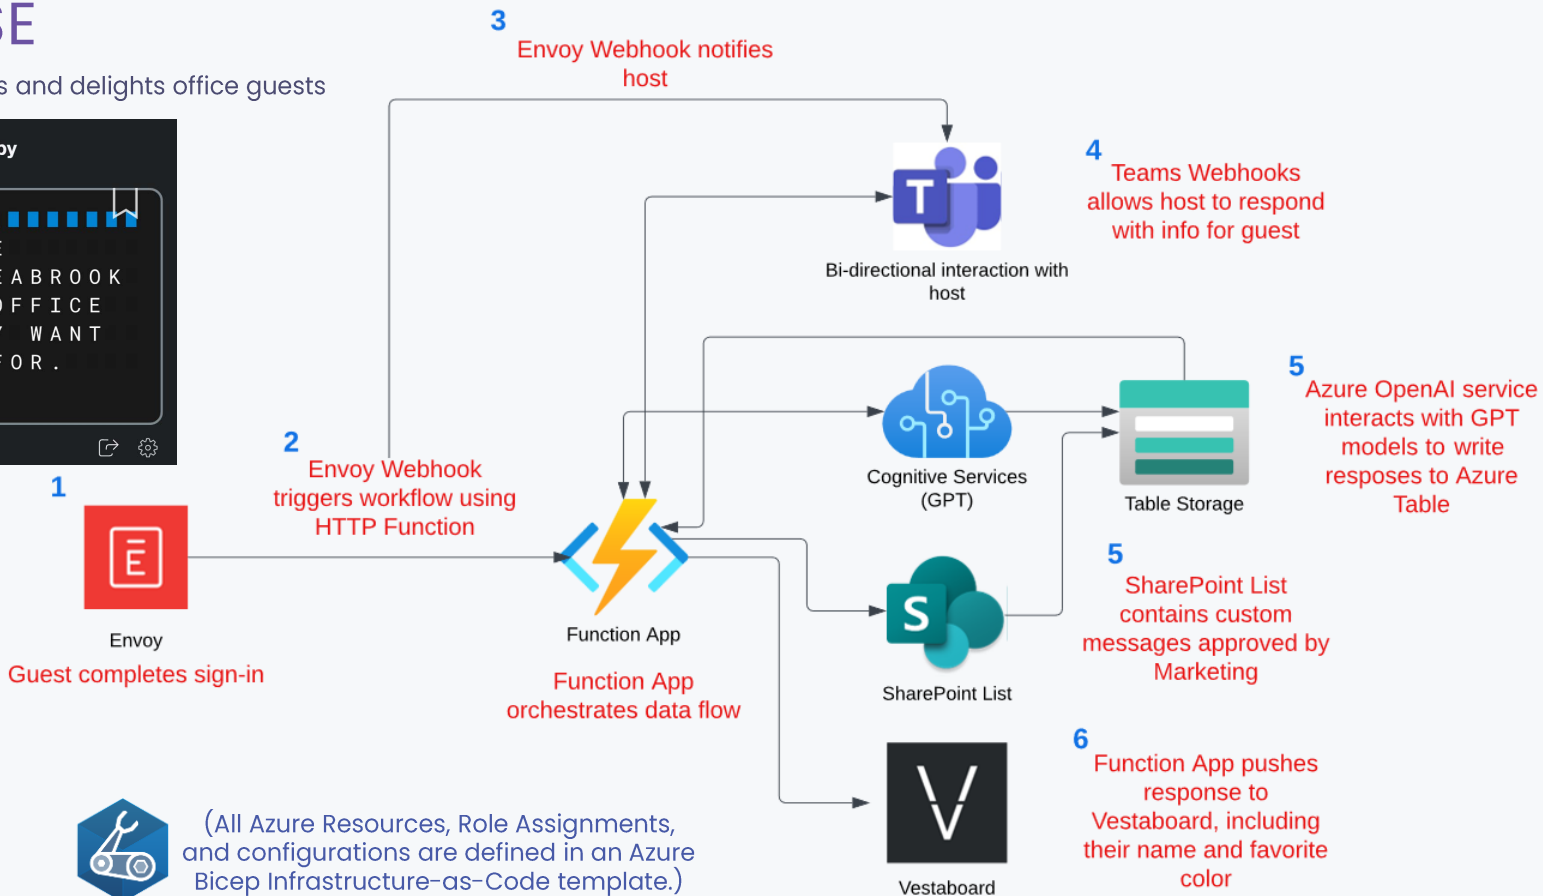 SE
s and delights office guests
by
E
EABROOK
OFFICE
Y WANT
FOR.
3
Envoy Webhook notifies
host
T
4
Teams Webhooks
allows host to respond
with info for guest
Bi-directional interaction with
host
5
Azure OpenAI service
interacts with GPT
models to write
resposes to Azure
Table
Cognitive Services
(GPT)
Table Storage
2
Envoy Webhook
triggers workflow using
HTTP Function
1
E
Envoy
Guest completes sign-in
Function App
Function App
orchestrates data flow
S
SharePoint List
5
SharePoint List
contains custom
messages approved by
Marketing
V
Vestaboard
6
Function App pushes
response to
Vestaboard, including
their name and favorite
color
(All Azure Resources, Role Assignments,
and configurations are defined in an Azure
Bicep Infrastructure-as-Code template.)